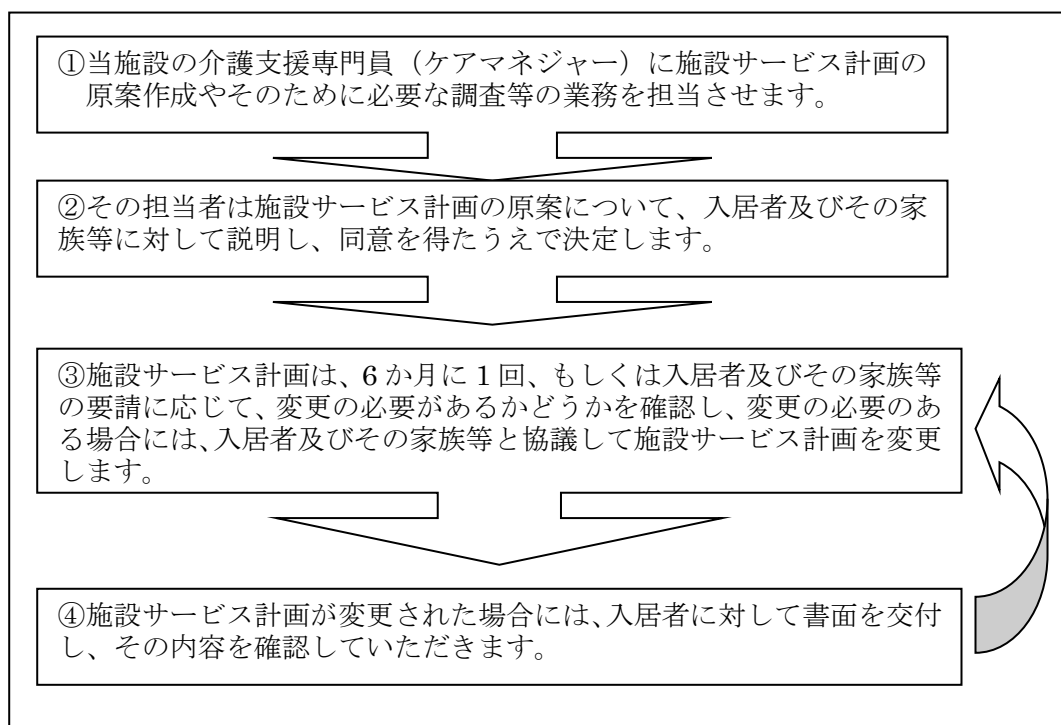 ①当施設の介護支援専門員（ケアマネジャー）に施設サービス計画の
原案作成やそのために必要な調査等の業務を担当させます。
②その担当者は施設サービス計画の原案について、入居者及びその家
族等に対して説明し、同意を得たうえで決定します。
③施設サービス計画は、6か月に1回、もしくは入居者及びその家族等
の要請に応じて、変更の必要があるかどうかを確認し、変更の必要のあ
る場合には、入居者及びその家族等と協議して施設サービス計画を変更
します。
④施設サービス計画が変更された場合には、入居者に対して書面を交付
し、その内容を確認していただきます。